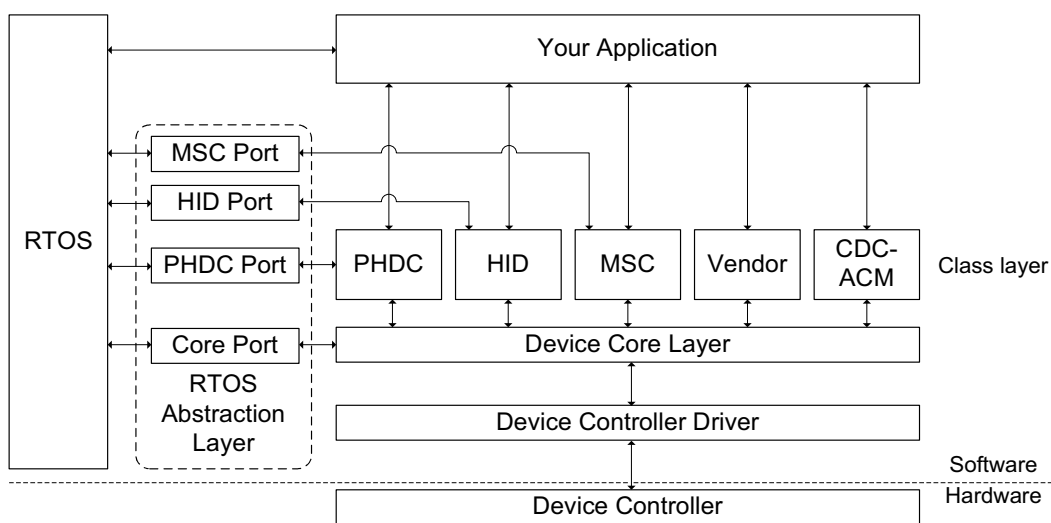 Your Application
MSC Port
HID Port
RTOS
PHDC Port
PHDC
HID
MSC
Vendor
CDC-
ACM
Class layer
Core Port
Device Core Layer
RTOS
Abstraction
Layer
Device Controller Driver
Software
Hardware
Device Controller